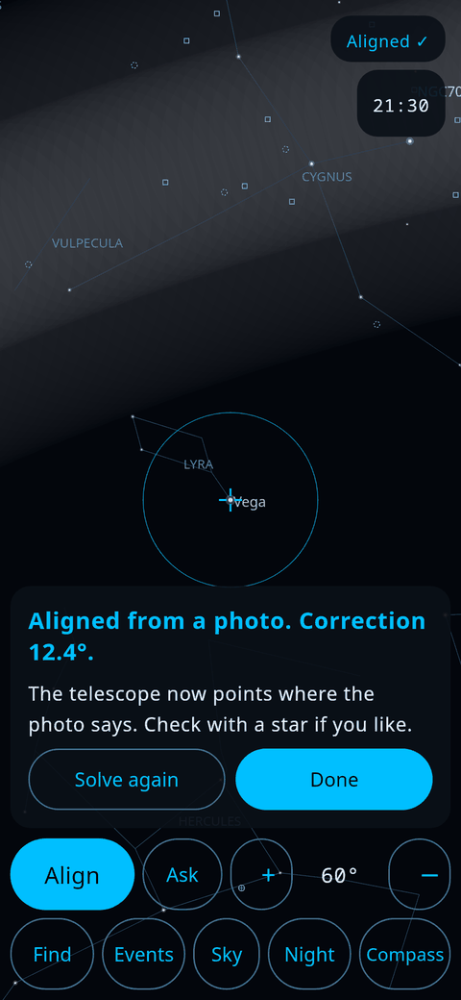 Aligned ✓
21:30
CYGNUS
VULPECULA
LYRA
Vega
Aligned from a photo. Correction
12.4°.
The telescope now points where the
photo says. Check with a star if you like.
Solve again
Done
HERCULES
Align
Ask
+
60°
−
Find
Events
Sky
Night
Compass